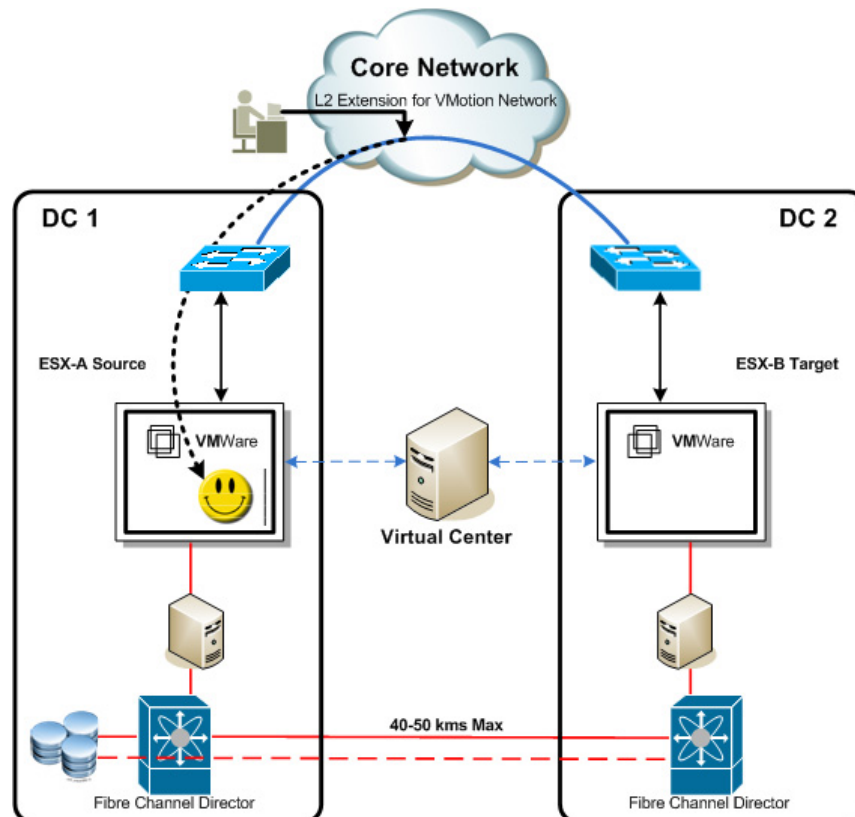 Core Network
L2 Extension for VMotion Network
DC 1
DC 2
ESX-A Source
ESX-B Target
VMWare
VMWare
Virtual Center
40-50 kms Max
Fibre Channel Director
Fibre Channel Director